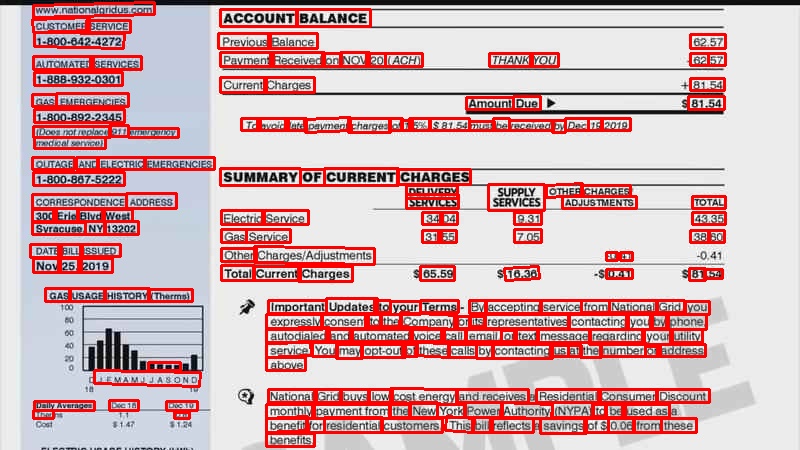 www.nationalgridus.com
CUSTOMER SERVICE
1-800-642-4272
AUTOMATED SERVICES
1-888-932-0301
GAS EMERGENCIES
1-800-892-2345
(Does not replace 911 emergency
medical service)
OUTAGE AND ELECTRIC EMERGENCIES
1-800-867-5222
CORRESPONDENCE ADDRESS
300 Erie Blvd West
Syracuse, NY 13202
DATE BILL ISSUED
Nov 25, 2019
GAS USAGE HISTORY (Therms)
100
80
60
40
20
0
D J F M A M J J A S O N D
18 19
Daily Averages Dec 18 Dec 19
Therms 1.1
Cost $ 1.47 $ 1.24
ELECTRIC USAGE HISTORY (kWh)
ACCOUNT BALANCE
Previous Balance 62.57
Payment Received on NOV 20 (ACH) THANK YOU - 62.57
Current Charges + 81.54
Amount Due ▶ $ 81.54
To avoid late payment charges of 1.5%, $ 81.54 must be received by Dec 19 2019
SUMMARY OF CURRENT CHARGES
DELIVERY SERVICES SUPPLY SERVICES OTHER CHARGES/ ADJUSTMENTS TOTAL
Electric Service 34.04 9.31 43.35
Gas Service 31.55 7.05 38.60
Other Charges/Adjustments -0.41 -0.41
Total Current Charges $ 65.59 $ 16.36 -$ 0.41 $ 81.54
Important Updates to your Terms - By accepting service from National Grid, you
expressly consent to the Company or its representatives contacting you by phone,
autodialed and automated voice call, email, or text message regarding your utility
service. You may opt-out of these calls by contacting us at the number or address
above.
National Grid buys low cost energy and receives a Residential Consumer Discount
monthly payment from the New York Power Authority (NYPA) to be used as a
benefit for residential customers. This bill reflects a savings of $ 0.06 from these
benefits.
SAMPLE